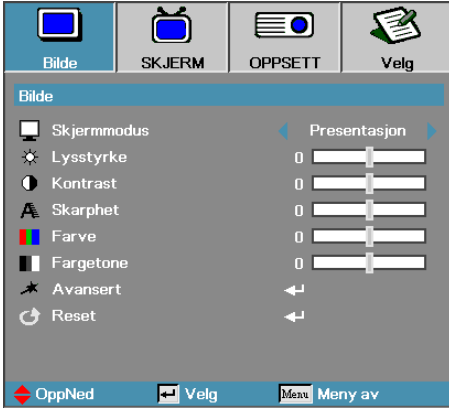 Bilde SKJERM OPPSETT Velg
Bilde
Skjermmodus Presentasjon
Lysstyrke 0
Kontrast 0
Skarphet 0
Farve 0
Fargetone 0
Avansert
Reset
OppNed Velg Menu Meny av